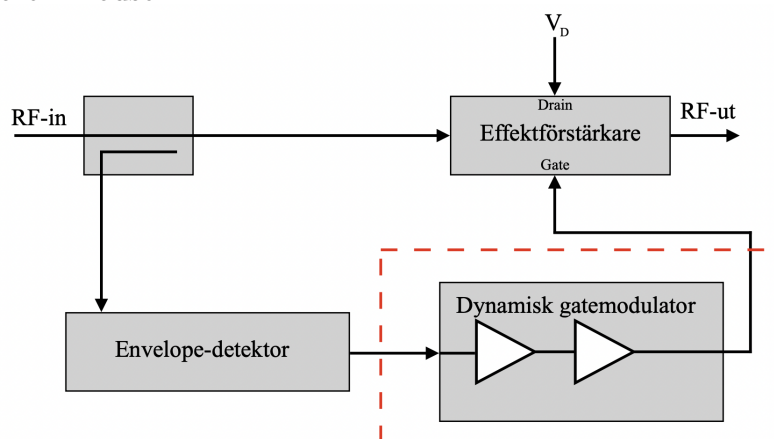 V_D
RF-in
Drain
Effektförstärkare
Gate
RF-ut
Dynamisk gatemodulator
Envelope-detektor